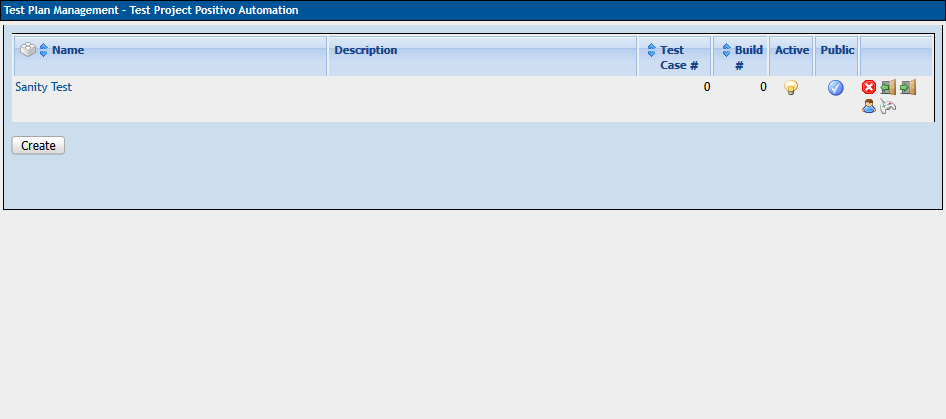 Test Plan Management - Test Project Positivo Automation
Name Description Test Case # Build # Active Public
Sanity Test 0 0
Create